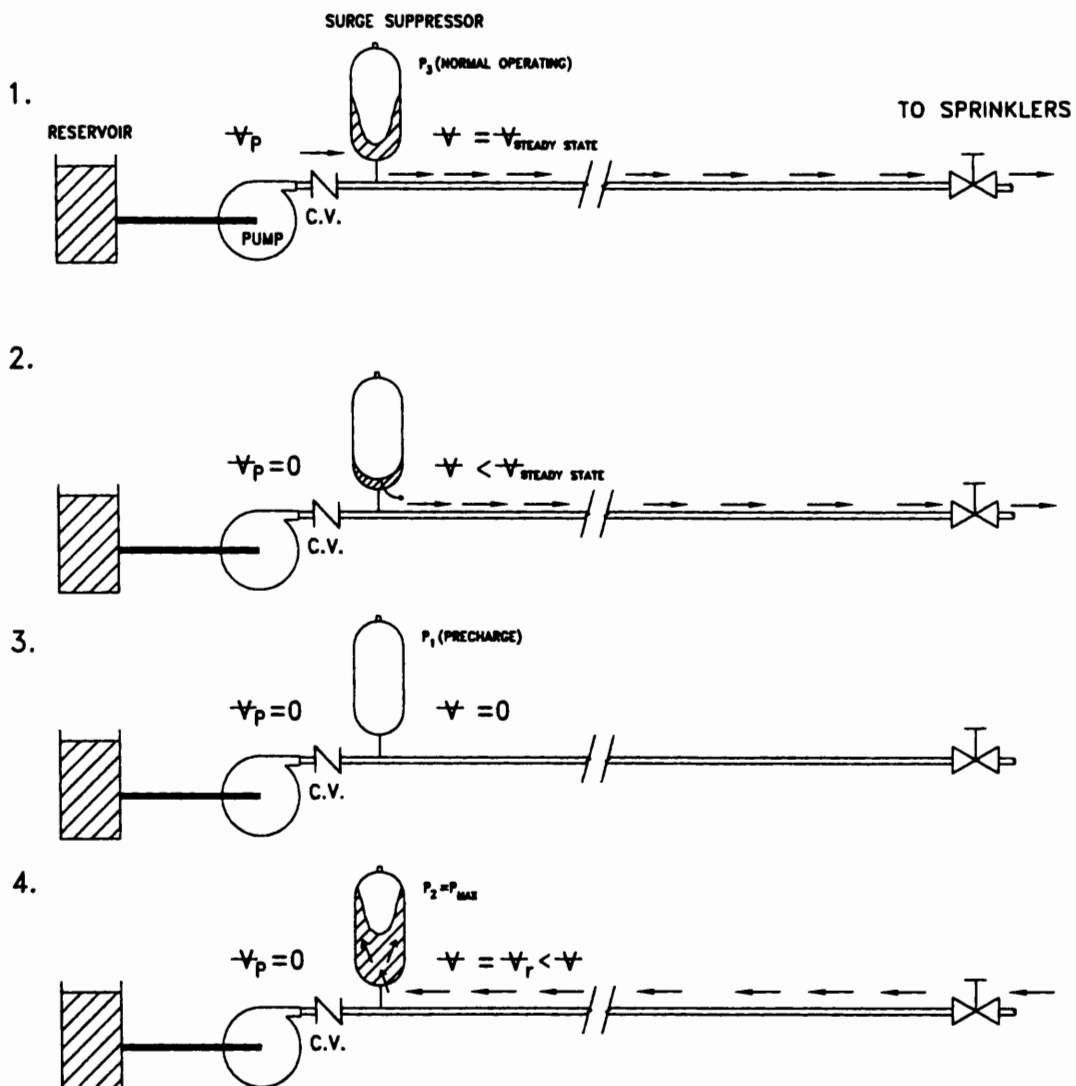 SURGE SUPPRESSOR
1.
P₃ (NORMAL OPERATING)
TO SPRINKLERS
RESERVOIR
V̶ₚ
V̶ = V̶STEADY STATE
PUMP
C.V.
2.
V̶ₚ = 0
V̶ < V̶STEADY STATE
C.V.
3.
P₁ (PRECHARGE)
V̶ₚ = 0
V̶ = 0
C.V.
4.
P₂ = PMAX
V̶ₚ = 0
V̶ = V̶ᵣ < V̶
C.V.